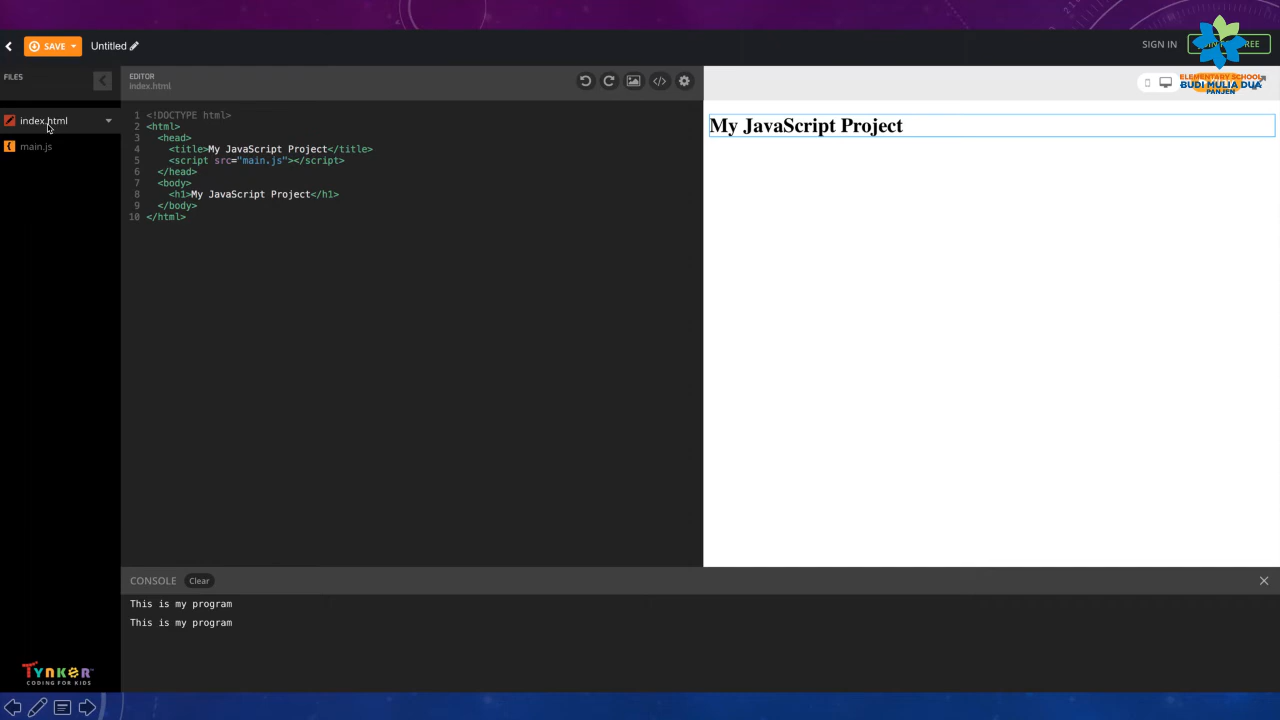 SAVE
Untitled
SIGN IN
FREE
FILES
EDITOR
index.html
ELEMENTARY SCHOOL
BUDI MULIA DUA
PANJEN
index.html
main.js
1 <!DOCTYPE html>
2 <html>
3 <head>
4 <title>My JavaScript Project</title>
5 <script src="main.js"></script>
6 </head>
7 <body>
8 <h1>My JavaScript Project</h1>
9 </body>
10 </html>
My JavaScript Project
CONSOLE Clear
This is my program
This is my program
TYNKER
CODING FOR KIDS